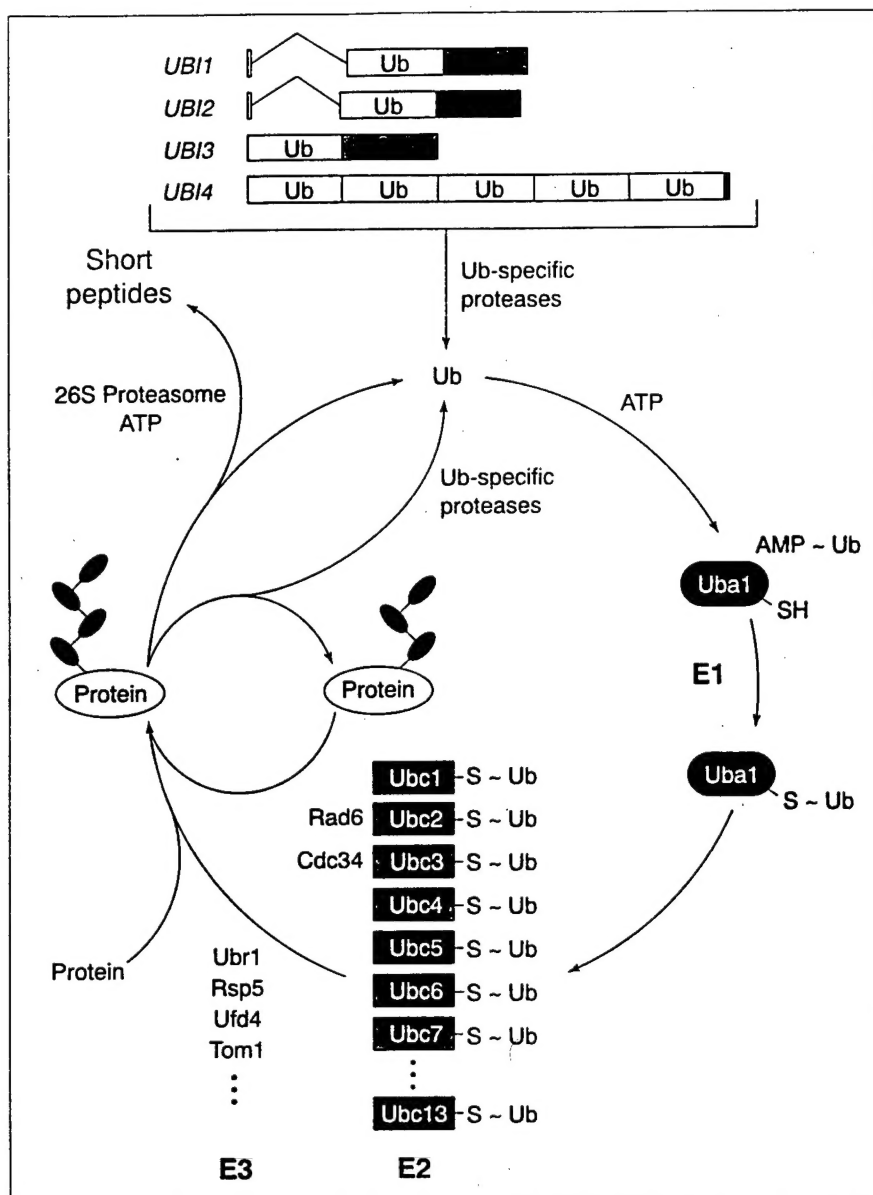 UBI1 Ub
UBI2 Ub
UBI3 Ub
UBI4 Ub Ub Ub Ub Ub
Short
peptides
Ub-specific
proteases
26S Proteasome
ATP
Ub
ATP
Ub-specific
proteases
AMP ~ Ub
Uba1
SH
E1
Protein
Protein
Uba1
S ~ Ub
Ubc1 S ~ Ub
Rad6 Ubc2 S ~ Ub
Cdc34 Ubc3 S ~ Ub
Ubc4 S ~ Ub
Ubc5 S ~ Ub
Ubc6 S ~ Ub
Ubc7 S ~ Ub
Ubc13 S ~ Ub
Protein
Ubr1
Rsp5
Ufd4
Tom1
E3 E2